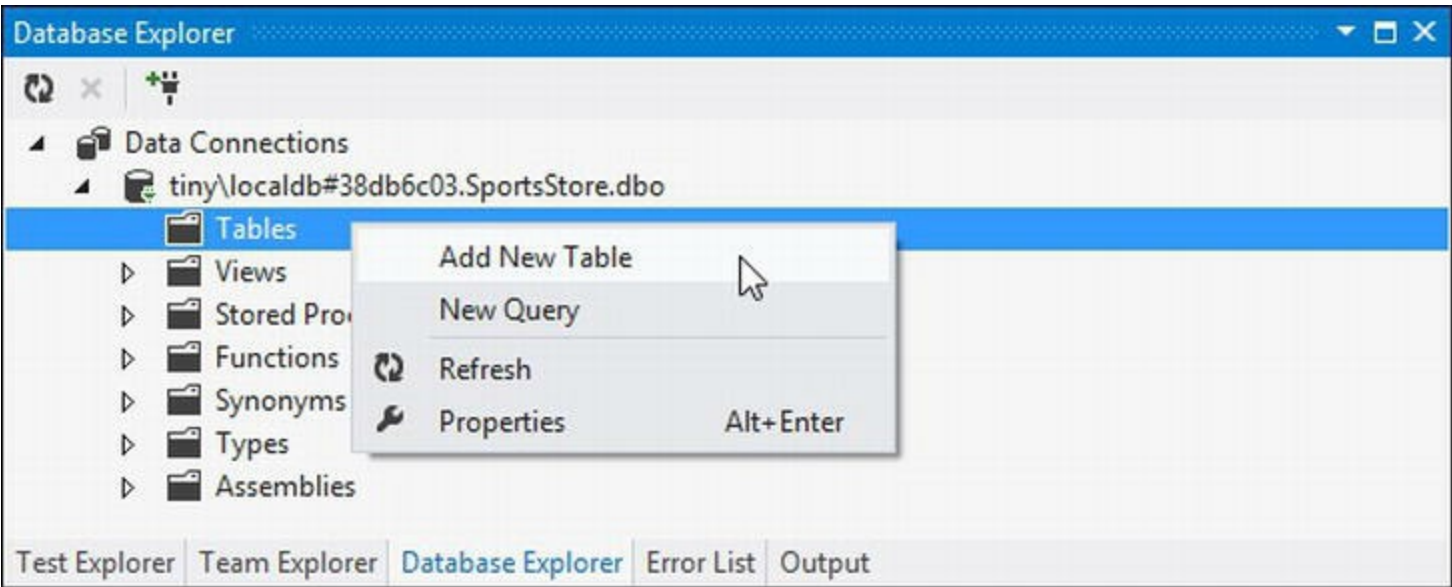 Database Explorer
Data Connections
tiny\localdb#38db6c03.SportsStore.dbo
Tables
Add New Table
Views
New Query
Stored
Functions
Refresh
Synonyms
Properties Alt+Enter
Types
Assemblies
Test Explorer Team Explorer Database Explorer Error List Output